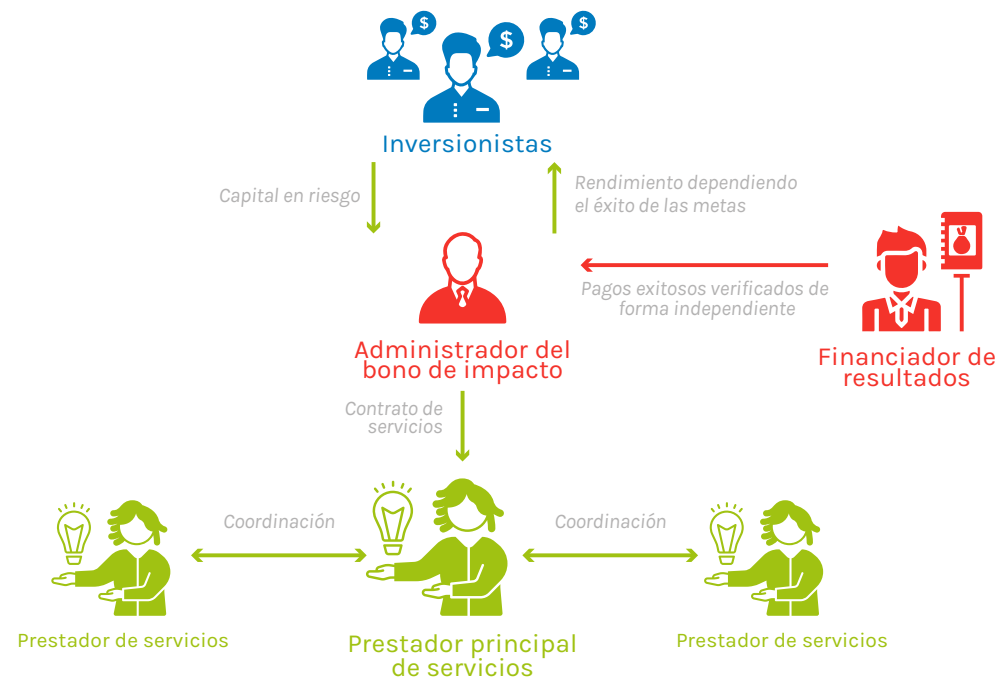 $
$
$
Inversionistas
Capital en riesgo
Rendimiento dependiendo
el éxito de las metas
Pagos exitosos verificados de
forma independiente
Administrador del
bono de impacto
Financiador de
resultados
Contrato de
servicios
Coordinación
Coordinación
Prestador de servicios
Prestador principal
de servicios
Prestador de servicios